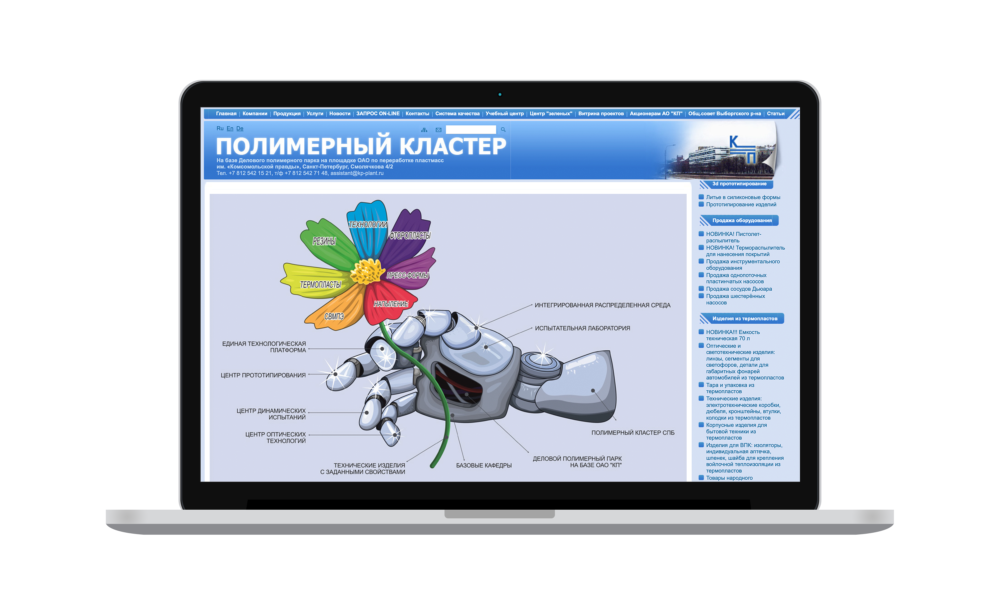 Главная | Компании | Продукция | Услуги | Новости | ЗАПРОС ON-LINE | Контакты | Система качества | Учебный центр | Центр "зеленых" | Витрина проектов | Акционерам АО "КП" | Общ.совет Выборгского р-на | Статьи
Ru En De
ПОЛИМЕРНЫЙ КЛАСТЕР
На базе Делового полимерного парка на площадке ОАО по переработке пластмасс
им. «Комсомольской правды», Санкт-Петербург, Смолячкова 4/2
Тел. +7 812 542 15 21, т/ф +7 812 542 71 48, assistant@kp-plant.ru
К
П
ТЕХНОЛОГИИ
ФТОРОПЛАСТЫ
РЕЗИНЫ
ПРЕСС-ФОРМЫ
ТЕРМОПЛАСТЫ
НАПЫЛЕНИЕ
СВМПЭ
ИНТЕГРИРОВАННАЯ РАСПРЕДЕЛЕННАЯ СРЕДА
ИСПЫТАТЕЛЬНАЯ ЛАБОРАТОРИЯ
ЕДИНАЯ ТЕХНОЛОГИЧЕСКАЯ
ПЛАТФОРМА
ЦЕНТР ПРОТОТИПИРОВАНИЯ
ЦЕНТР ДИНАМИЧЕСКИХ
ИСПЫТАНИЙ
ЦЕНТР ОПТИЧЕСКИХ
ТЕХНОЛОГИЙ
ПОЛИМЕРНЫЙ КЛАСТЕР СПБ
ТЕХНИЧЕСКИЕ ИЗДЕЛИЯ
С ЗАДАННЫМИ СВОЙСТВАМИ
БАЗОВЫЕ КАФЕДРЫ
ДЕЛОВОЙ ПОЛИМЕРНЫЙ ПАРК
НА БАЗЕ ОАО "КП"
3d прототипирование
Литье в силиконовые формы
Прототипирование изделий
Продажа оборудования
НОВИНКА! Пистолет-
распылитель
НОВИНКА! Термораспылитель
для нанесения покрытий
Продажа инструментального
оборудования
Продажа однопоточных
пластинчатых насосов
Продажа сосудов Дьюара
Продажа шестерённых
насосов
Изделия из термопластов
НОВИНКА!!! Емкость
техническая 70 л
Оптические и
светотехнические изделия:
линзы, сегменты для
светофоров, детали для
габаритных фонарей
автомобилей из термопластов
Тара и упаковка из
термопластов
Технические изделия:
электротехнические коробки,
дюбеля, кронштейны, втулки,
колодки из термопластов
Корпусные изделия для
бытовой техники из
термопластов
Изделия для ВПК: изоляторы,
индивидуальная аптечка,
шпенек, шайба для крепления
войлочной теплоизоляции из
термопластов
Товары народного